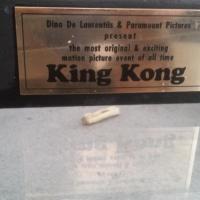 Dino De Laurentiis & Paramount Pictures
present
the most original & exciting
motion picture event of all time
King Kong